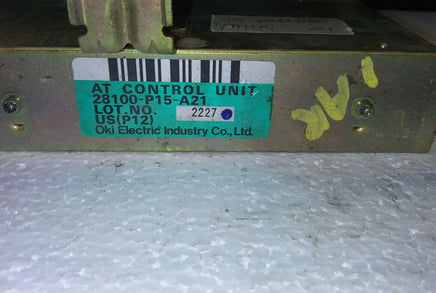 AT CONTROL UNIT
28100-P15-A21
LOT.NO. 2227
US(P12)
Oki Electric Industry Co., Ltd.